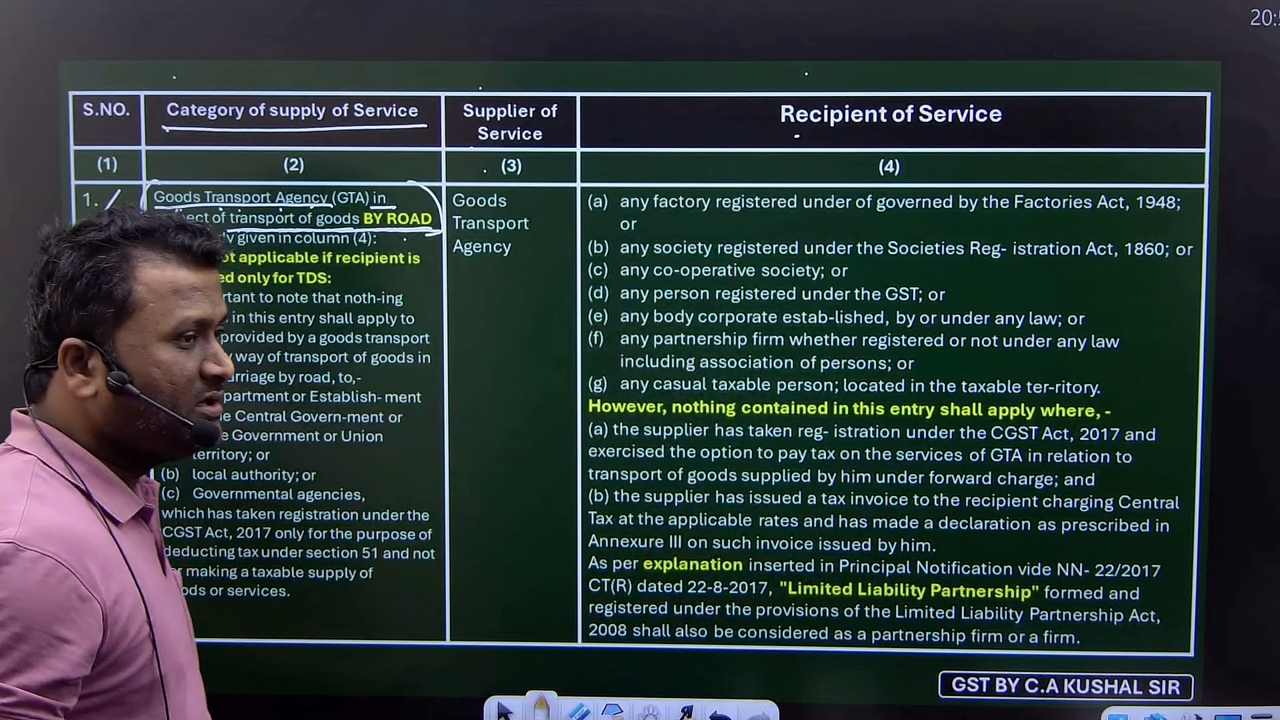 20:
S.NO.
Category of supply of Service
Supplier of
Service
Recipient of Service
(1)
(2)
(3)
(4)
1.
Goods Transport Agency (GTA) in
of transport of goods BY ROAD
given in column (4):
applicable if recipient is
only for TDS:
to note that noth-ing
in this entry shall apply to
provided by a goods transport
way of transport of goods in
by road, to,-
or Establish- ment
Central Govern-ment or
Government or Union
territory; or
(b) local authority; or
(c) Governmental agencies,
which has taken registration under the
CGST Act, 2017 only for the purpose of
deducting tax under section 51 and not
making a taxable supply of
or services.
Goods
Transport
Agency
(a) any factory registered under of governed by the Factories Act, 1948;
or
(b) any society registered under the Societies Reg- istration Act, 1860; or
(c) any co-operative society; or
(d) any person registered under the GST; or
(e) any body corporate estab-lished, by or under any law; or
(f) any partnership firm whether registered or not under any law
including association of persons; or
(g) any casual taxable person; located in the taxable ter-ritory.
However, nothing contained in this entry shall apply where, -
(a) the supplier has taken reg- istration under the CGST Act, 2017 and
exercised the option to pay tax on the services of GTA in relation to
transport of goods supplied by him under forward charge; and
(b) the supplier has issued a tax invoice to the recipient charging Central
Tax at the applicable rates and has made a declaration as prescribed in
Annexure III on such invoice issued by him.
As per explanation inserted in Principal Notification vide NN- 22/2017
CT(R) dated 22-8-2017, "Limited Liability Partnership" formed and
registered under the provisions of the Limited Liability Partnership Act,
2008 shall also be considered as a partnership firm or a firm.
GST BY C.A KUSHAL SIR